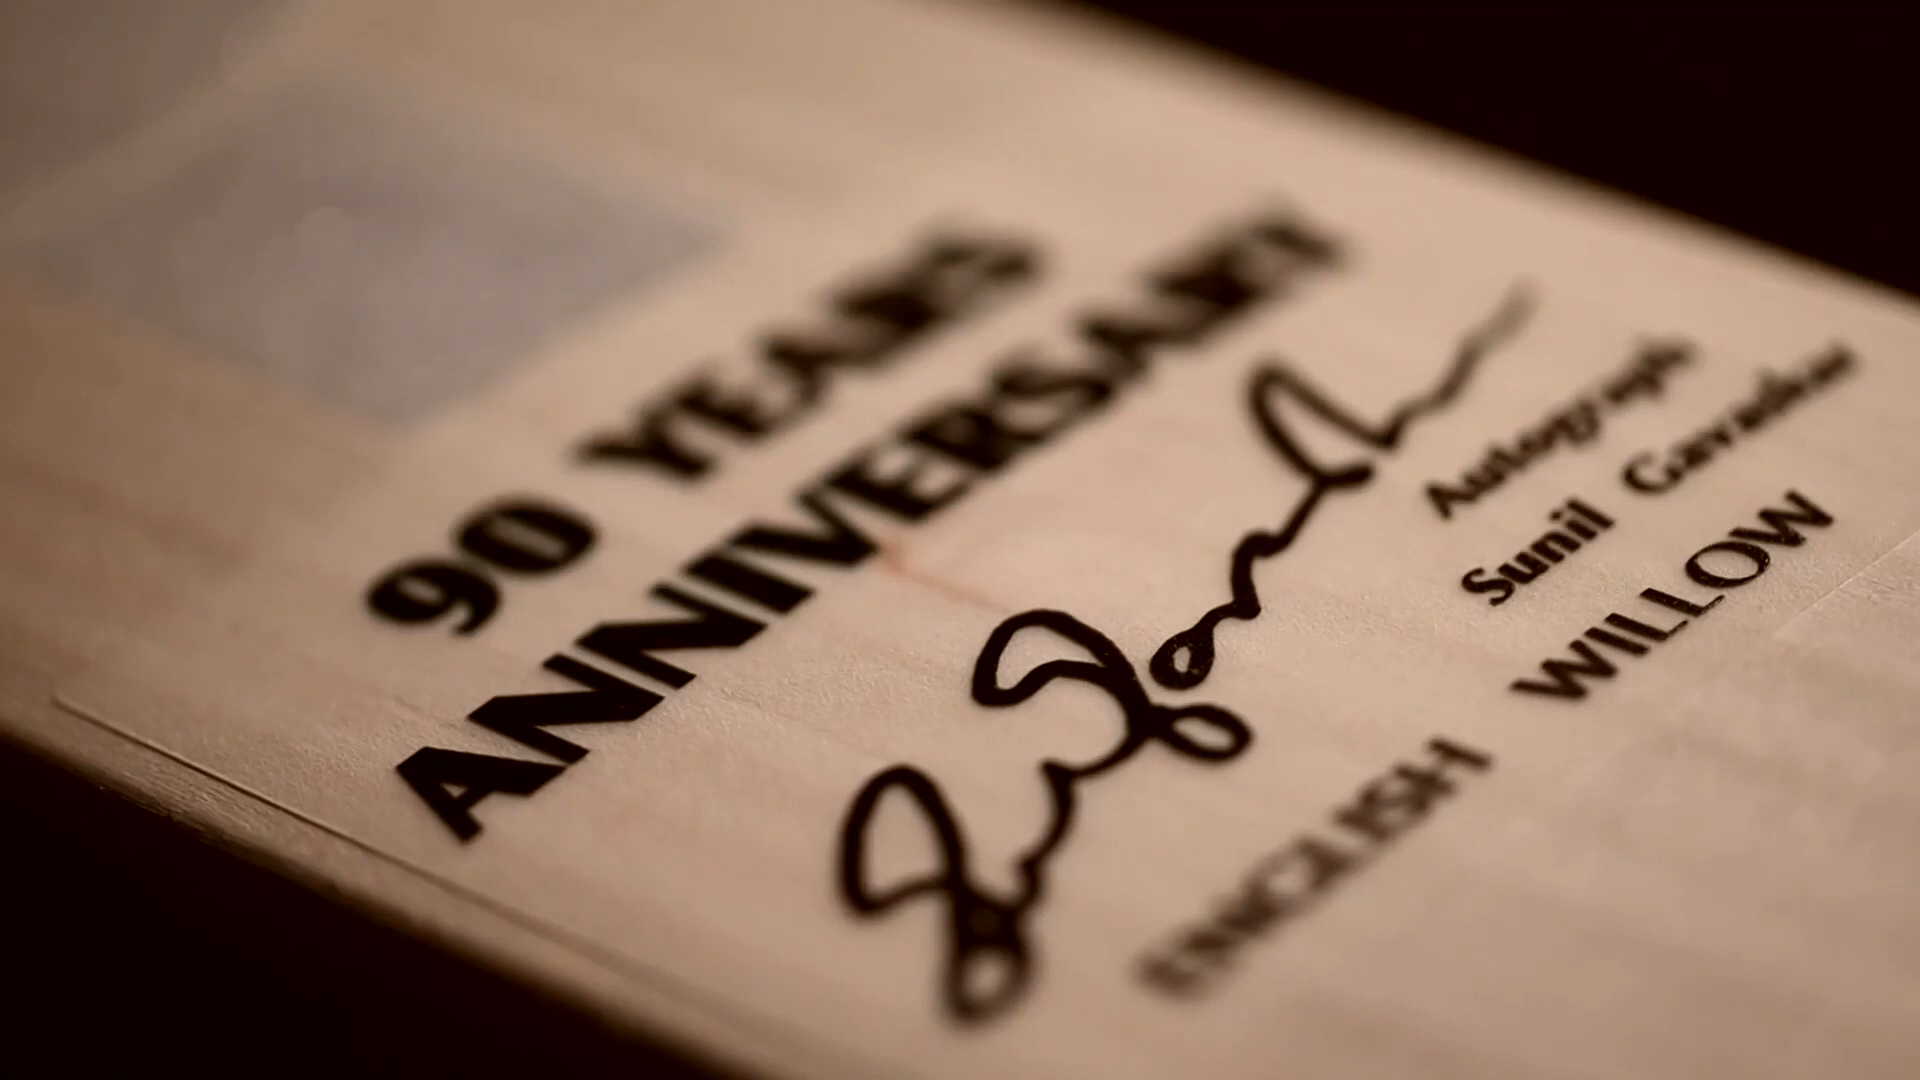 90 YEARS
ANNIVERSARY
Autograph
Sunil Gavaskar
ENGLISH WILLOW